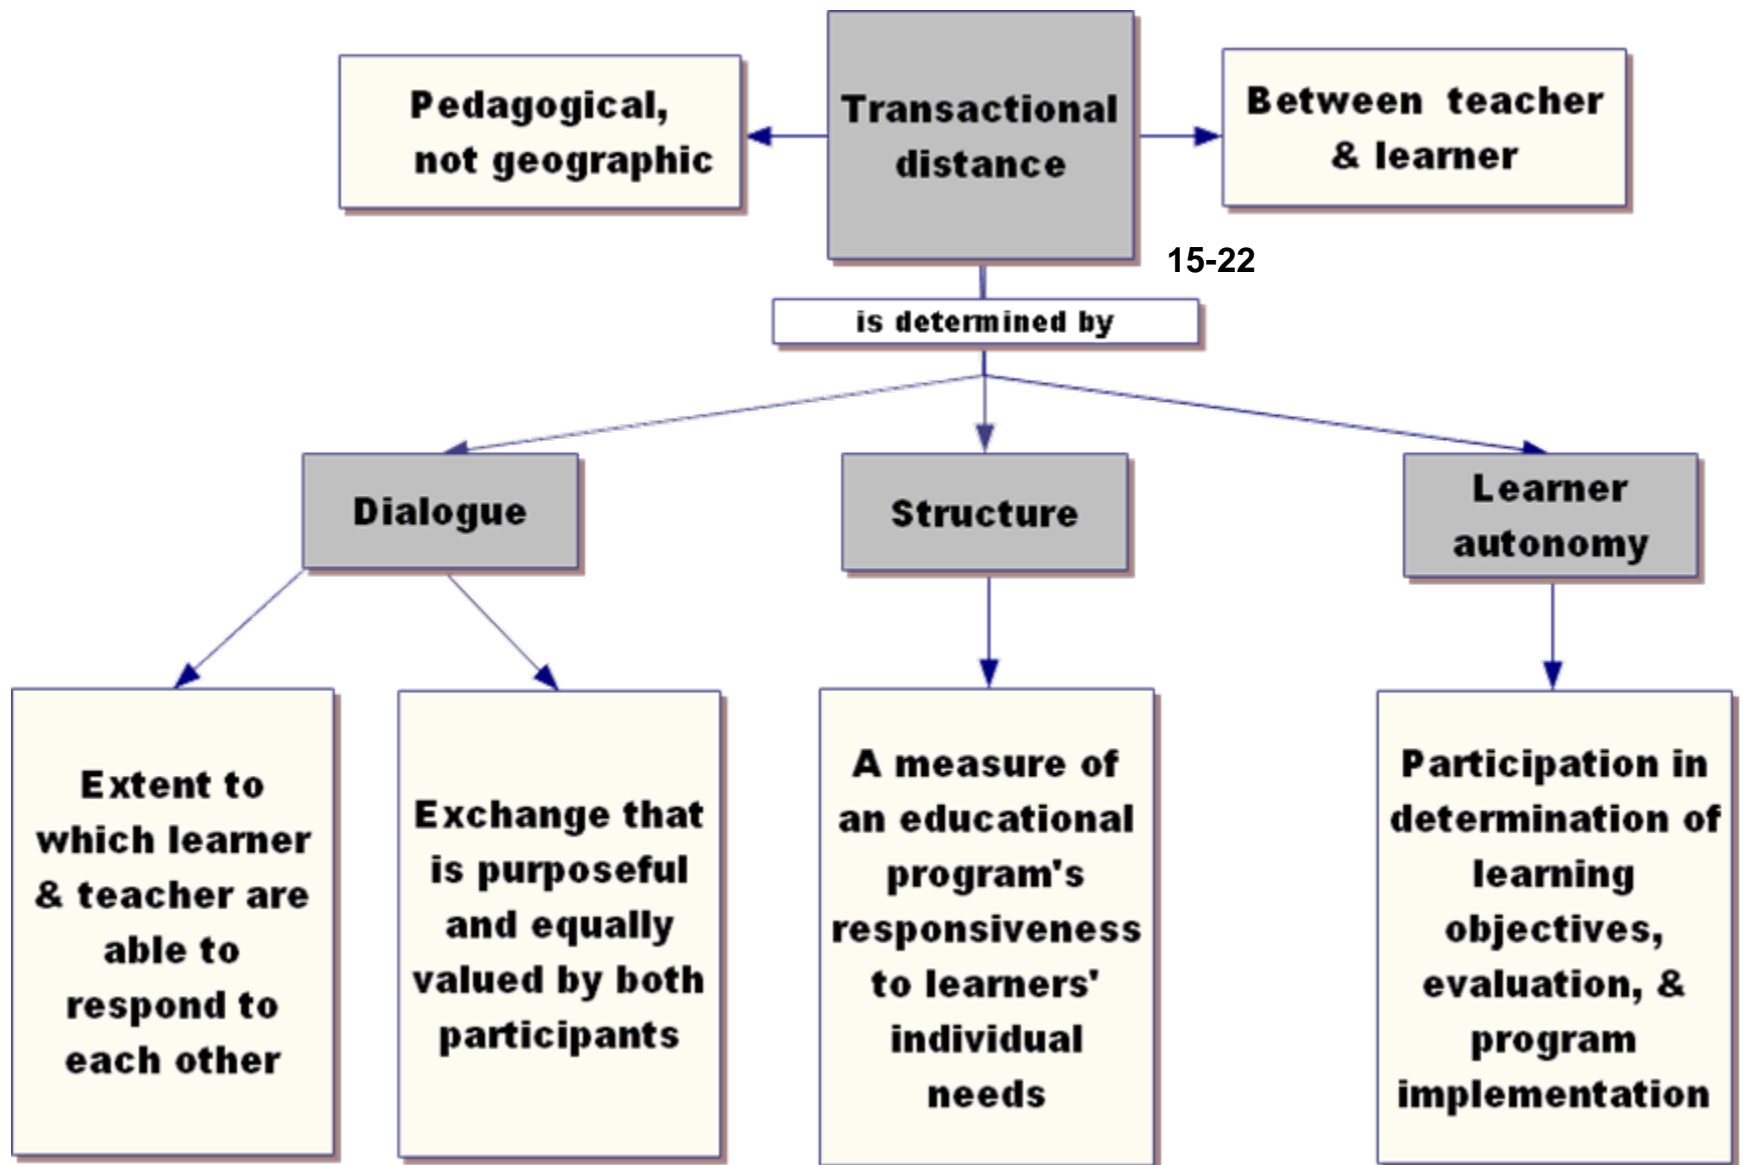 Pedagogical,
not geographic
Transactional
distance
Between teacher
& learner
15-22
is determined by
Dialogue
Structure
Learner
autonomy
Extent to
which learner
& teacher are
able to
respond to
each other
Exchange that
is purposeful
and equally
valued by both
participants
A measure of
an educational
program's
responsiveness
to learners'
individual
needs
Participation in
determination of
learning
objectives,
evaluation, &
program
implementation